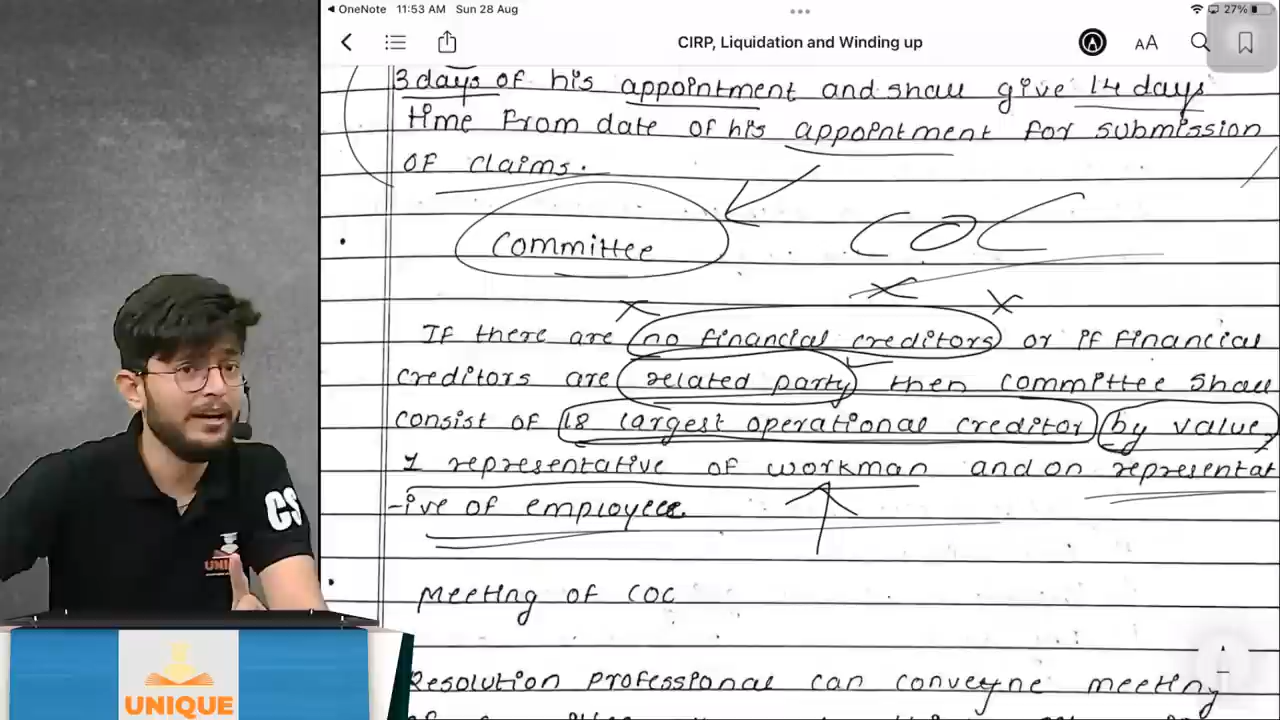 OneNote 11:53 AM Sun 28 Aug
27%
CIRP, Liquidation and Winding up
AA
3 days of his appointment and shall give 14 days
time from date of his appointment for submission
of claims.
Committee
COC
If there are no financial creditors or if financial
creditors are related party then committee shall
consist of 18 largest operational creditor by value,
1 representative of workman and on representat
-ive of employees.
Meeting of COC
Resolution professional can conveyne meeting
CS
UNIQUE
UNIQUE